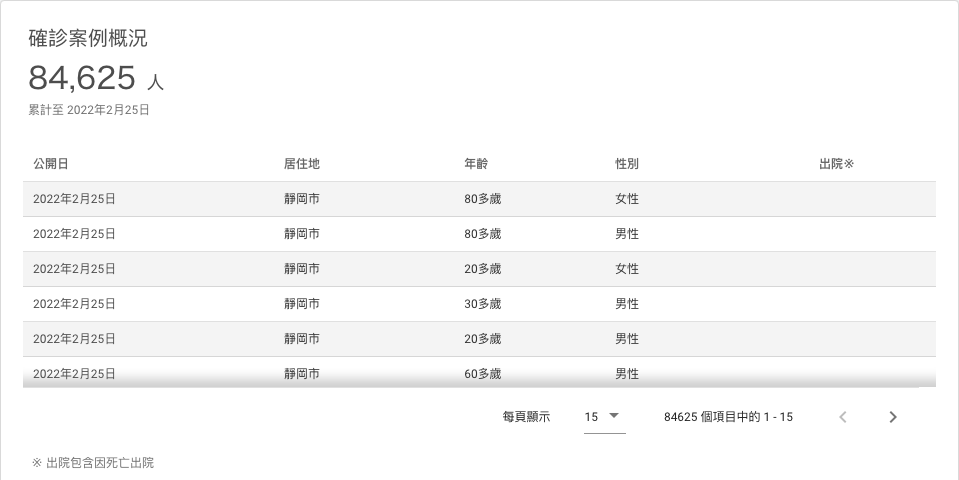 確診案例概況
84,625 人
累計至 2022年2月25日
公開日 居住地 年齡 性別 出院※
2022年2月25日 靜岡市 80多歲 女性
2022年2月25日 靜岡市 80多歲 男性
2022年2月25日 靜岡市 20多歲 女性
2022年2月25日 靜岡市 30多歲 男性
2022年2月25日 靜岡市 20多歲 男性
2022年2月25日 靜岡市 60多歲 男性
每頁顯示 15 84625 個項目中的 1 - 15
※ 出院包含因死亡出院